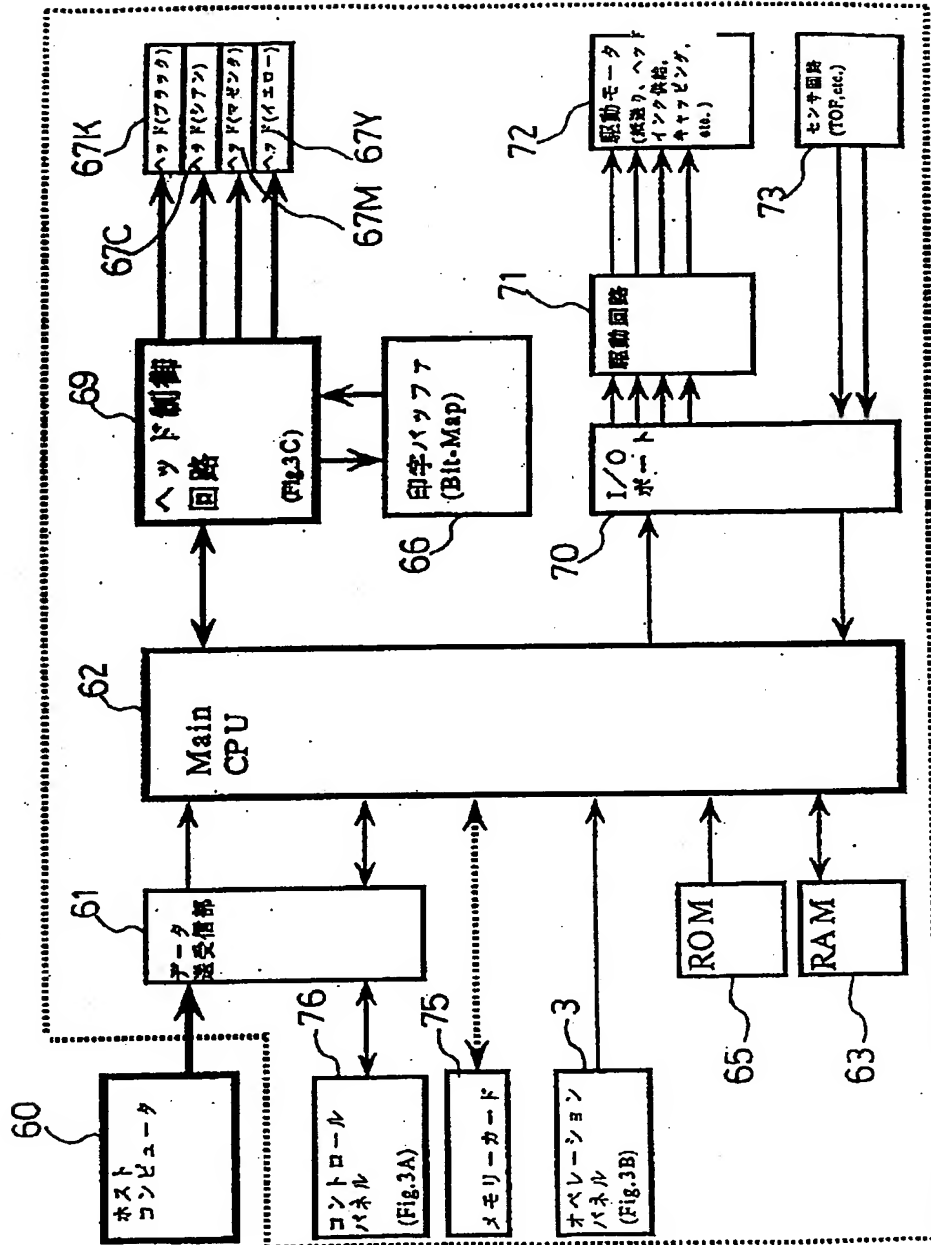 60
ホスト
コンピュータ
61
データ
送受信部
76
コントロール
パネル
(Fig.3A)
75
メモリーカード
3
オペレーション
パネル
(Fig.3B)
65
ROM
63
RAM
62
Main
CPU
69
ヘッド制御
回路
(Fig.3C)
66
印字バッファ
(Bit-Map)
67K
ヘッド(ブラック)
67C
ヘッド(シアン)
ヘッド(マゼンタ)
67M
ヘッド(イエロー)
67Y
70
I/O
ポート
71
駆動回路
72
駆動モータ
(紙送り、ヘッド
インク供給、
キャッピング、
etc.)
73
センサ回路
(TOF,etc.)